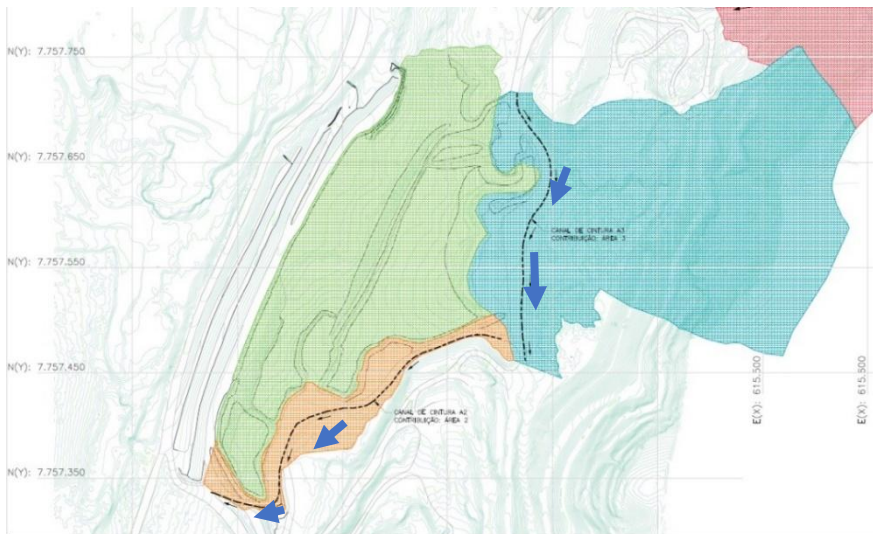 N(Y): 7.757.750
N(Y): 7.757.650
CANAL DE CINTURA A3
CONTRIBUIÇÃO: ÁREA 3
N(Y): 7.757.550
N(Y): 7.757.450
CANAL DE CINTURA A2
CONTRIBUIÇÃO: ÁREA 2
N(Y): 7.757.350
E(X): 615.500
E(X): 615.600